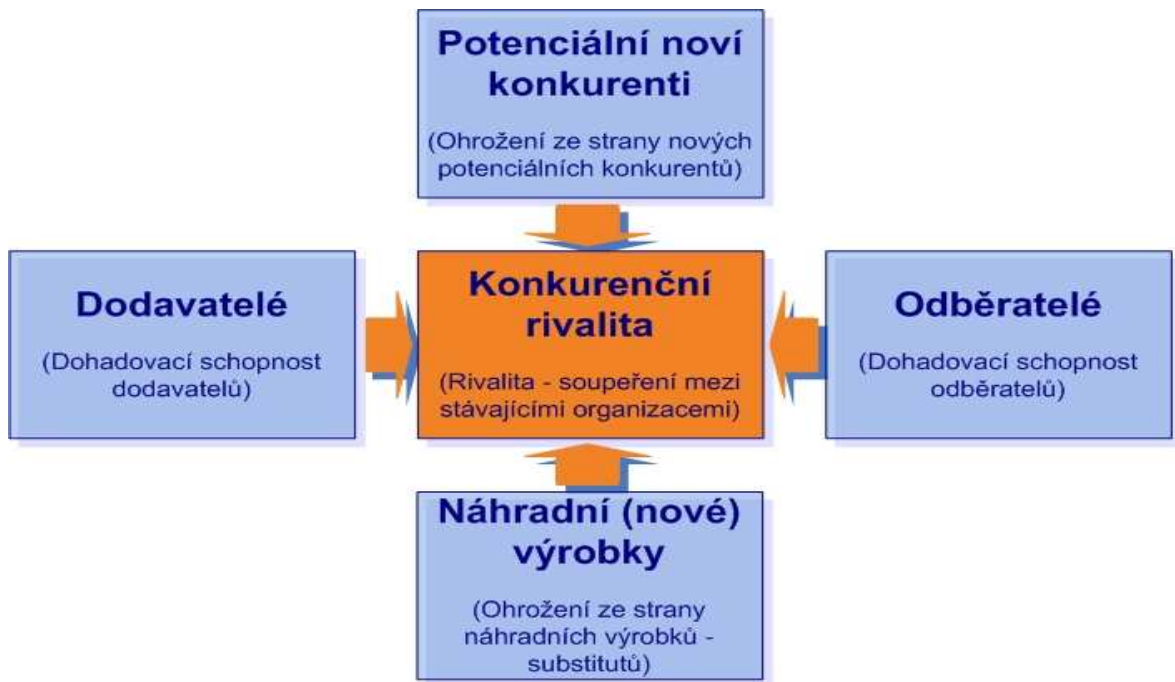 Potenciální noví
konkurenti
(Ohrožení ze strany nových
potenciálních konkurentů)
Dodavatelé
(Dohadovací schopnost
dodavatelů)
Konkurenční
rivalita
(Rivalita - soupeření mezi
stávajícími organizacemi)
Odběratelé
(Dohadovací schopnost
odběratelů)
Náhradní (nové)
výrobky
(Ohrožení ze strany
náhradních výrobků -
substitutů)